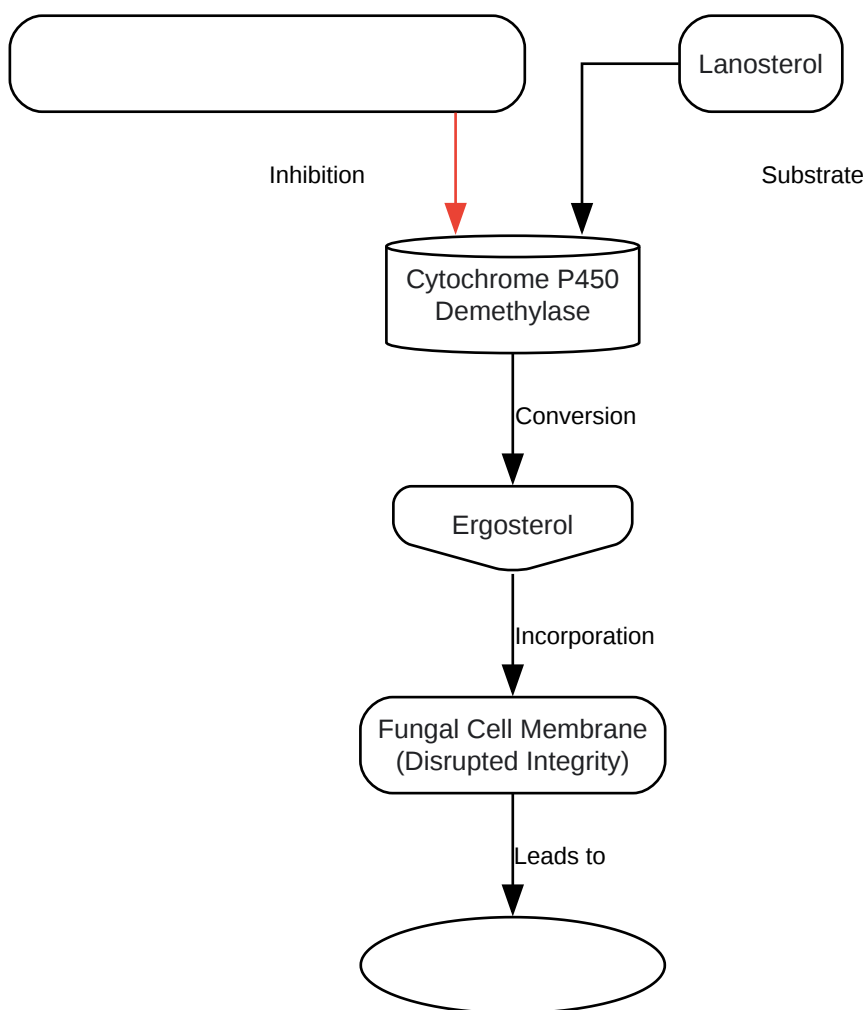 Lanosterol
Inhibition
Substrate
Cytochrome P450
Demethylase
Conversion
Ergosterol
Incorporation
Fungal Cell Membrane
(Disrupted Integrity)
Leads to